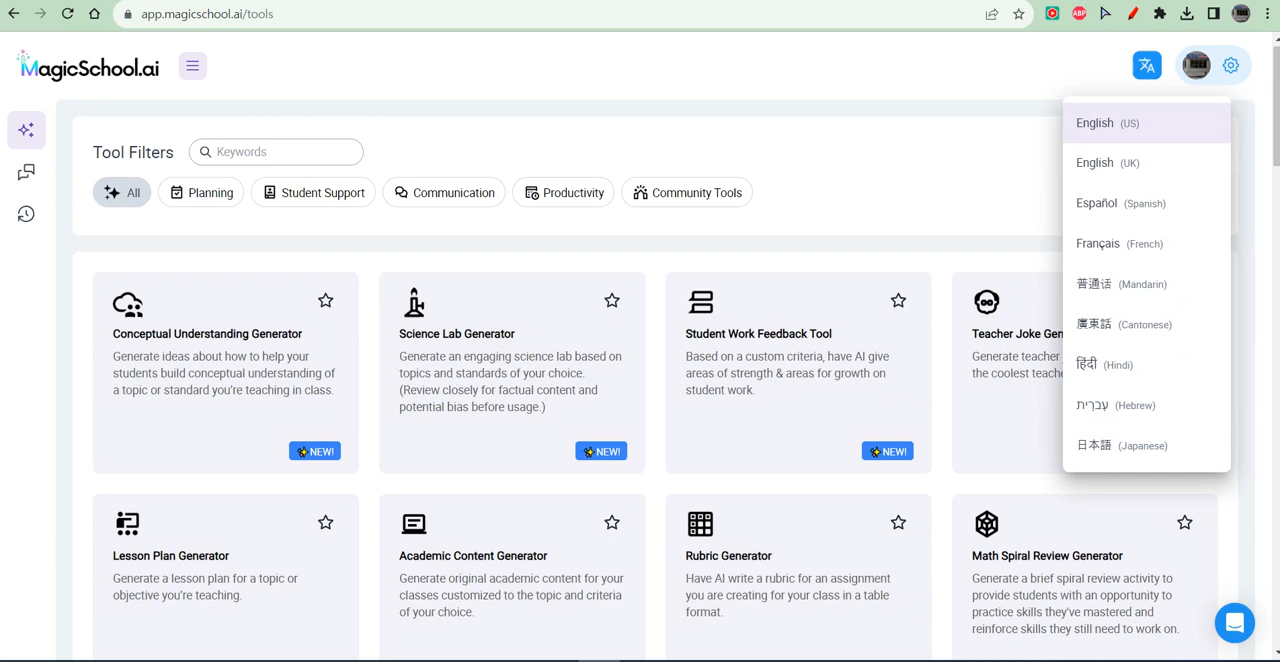 app.magicschool.ai/tools
ABP
MagicSchool.ai
Tool Filters
Keywords
All
Planning
Student Support
Communication
Productivity
Community Tools
English (US)
English (UK)
Español (Spanish)
Français (French)
普通话 (Mandarin)
廣東話 (Cantonese)
हिंदी (Hindi)
עברית (Hebrew)
日本語 (Japanese)
Conceptual Understanding Generator
Generate ideas about how to help your
students build conceptual understanding of
a topic or standard you're teaching in class.
NEW!
Science Lab Generator
Generate an engaging science lab based on
topics and standards of your choice.
(Review closely for factual content and
potential bias before usage.)
NEW!
Student Work Feedback Tool
Based on a custom criteria, have AI give
areas of strength & areas for growth on
student work.
NEW!
Teacher Joke Gen
Generate teacher
the coolest teache
Lesson Plan Generator
Generate a lesson plan for a topic or
objective you're teaching.
Academic Content Generator
Generate original academic content for your
classes customized to the topic and criteria
of your choice.
Rubric Generator
Have AI write a rubric for an assignment
you are creating for your class in a table
format.
Math Spiral Review Generator
Generate a brief spiral review activity to
provide students with an opportunity to
practice skills they've mastered and
reinforce skills they still need to work on.